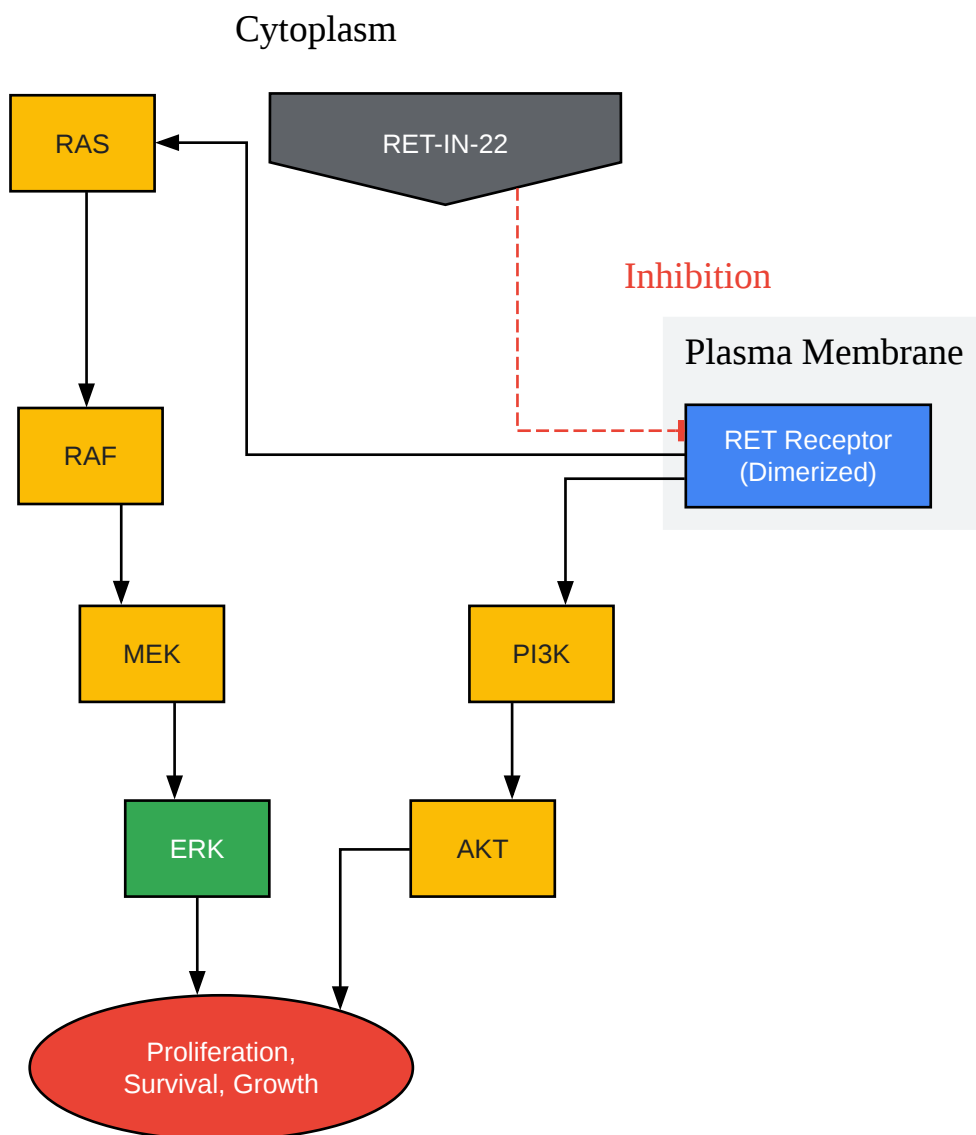 Cytoplasm
RAS
RET-IN-22
Inhibition
Plasma Membrane
RET Receptor
(Dimerized)
RAF
MEK
PI3K
ERK
AKT
Proliferation,
Survival, Growth